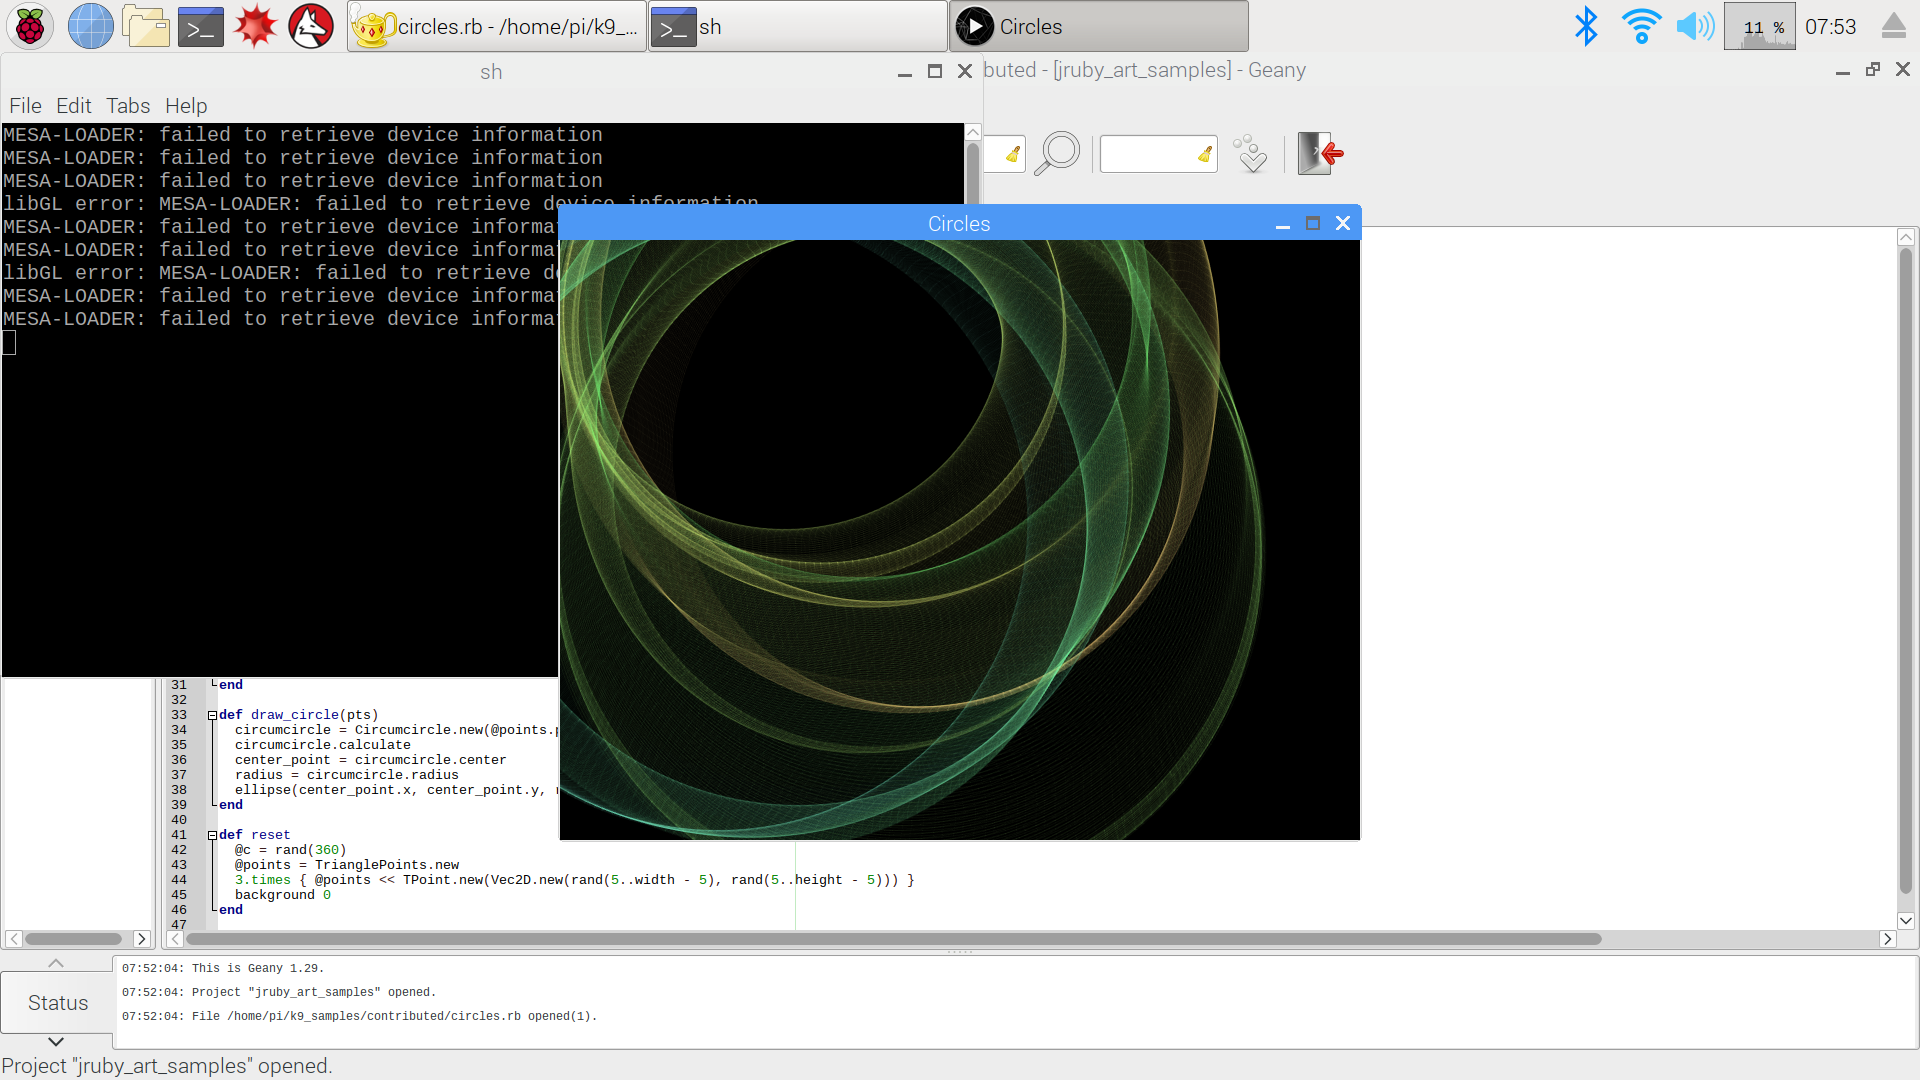 circles.rb - /home/pi/k9_...
sh
Circles
11 %
07:53
sh
buted - [jruby_art_samples] - Geany
File Edit Tabs Help
MESA-LOADER: failed to retrieve device information
MESA-LOADER: failed to retrieve device information
MESA-LOADER: failed to retrieve device information
libGL error: MESA-LOADER: failed to retrieve device information
MESA-LOADER: failed to retrieve device informa
MESA-LOADER: failed to retrieve device informa
libGL error: MESA-LOADER: failed to retrieve d
MESA-LOADER: failed to retrieve device informa
MESA-LOADER: failed to retrieve device informa
Circles
31 end
32
33 def draw_circle(pts)
34 circumcircle = Circumcircle.new(@points.p
35 circumcircle.calculate
36 center_point = circumcircle.center
37 radius = circumcircle.radius
38 ellipse(center_point.x, center_point.y, r
39 end
40
41 def reset
42 @c = rand(360)
43 @points = TrianglePoints.new
44 3.times { @points << TPoint.new(Vec2D.new(rand(5..width - 5), rand(5..height - 5))) }
45 background 0
46 end
47
Status
07:52:04: This is Geany 1.29.
07:52:04: Project "jruby_art_samples" opened.
07:52:04: File /home/pi/k9_samples/contributed/circles.rb opened(1).
Project "jruby_art_samples" opened.